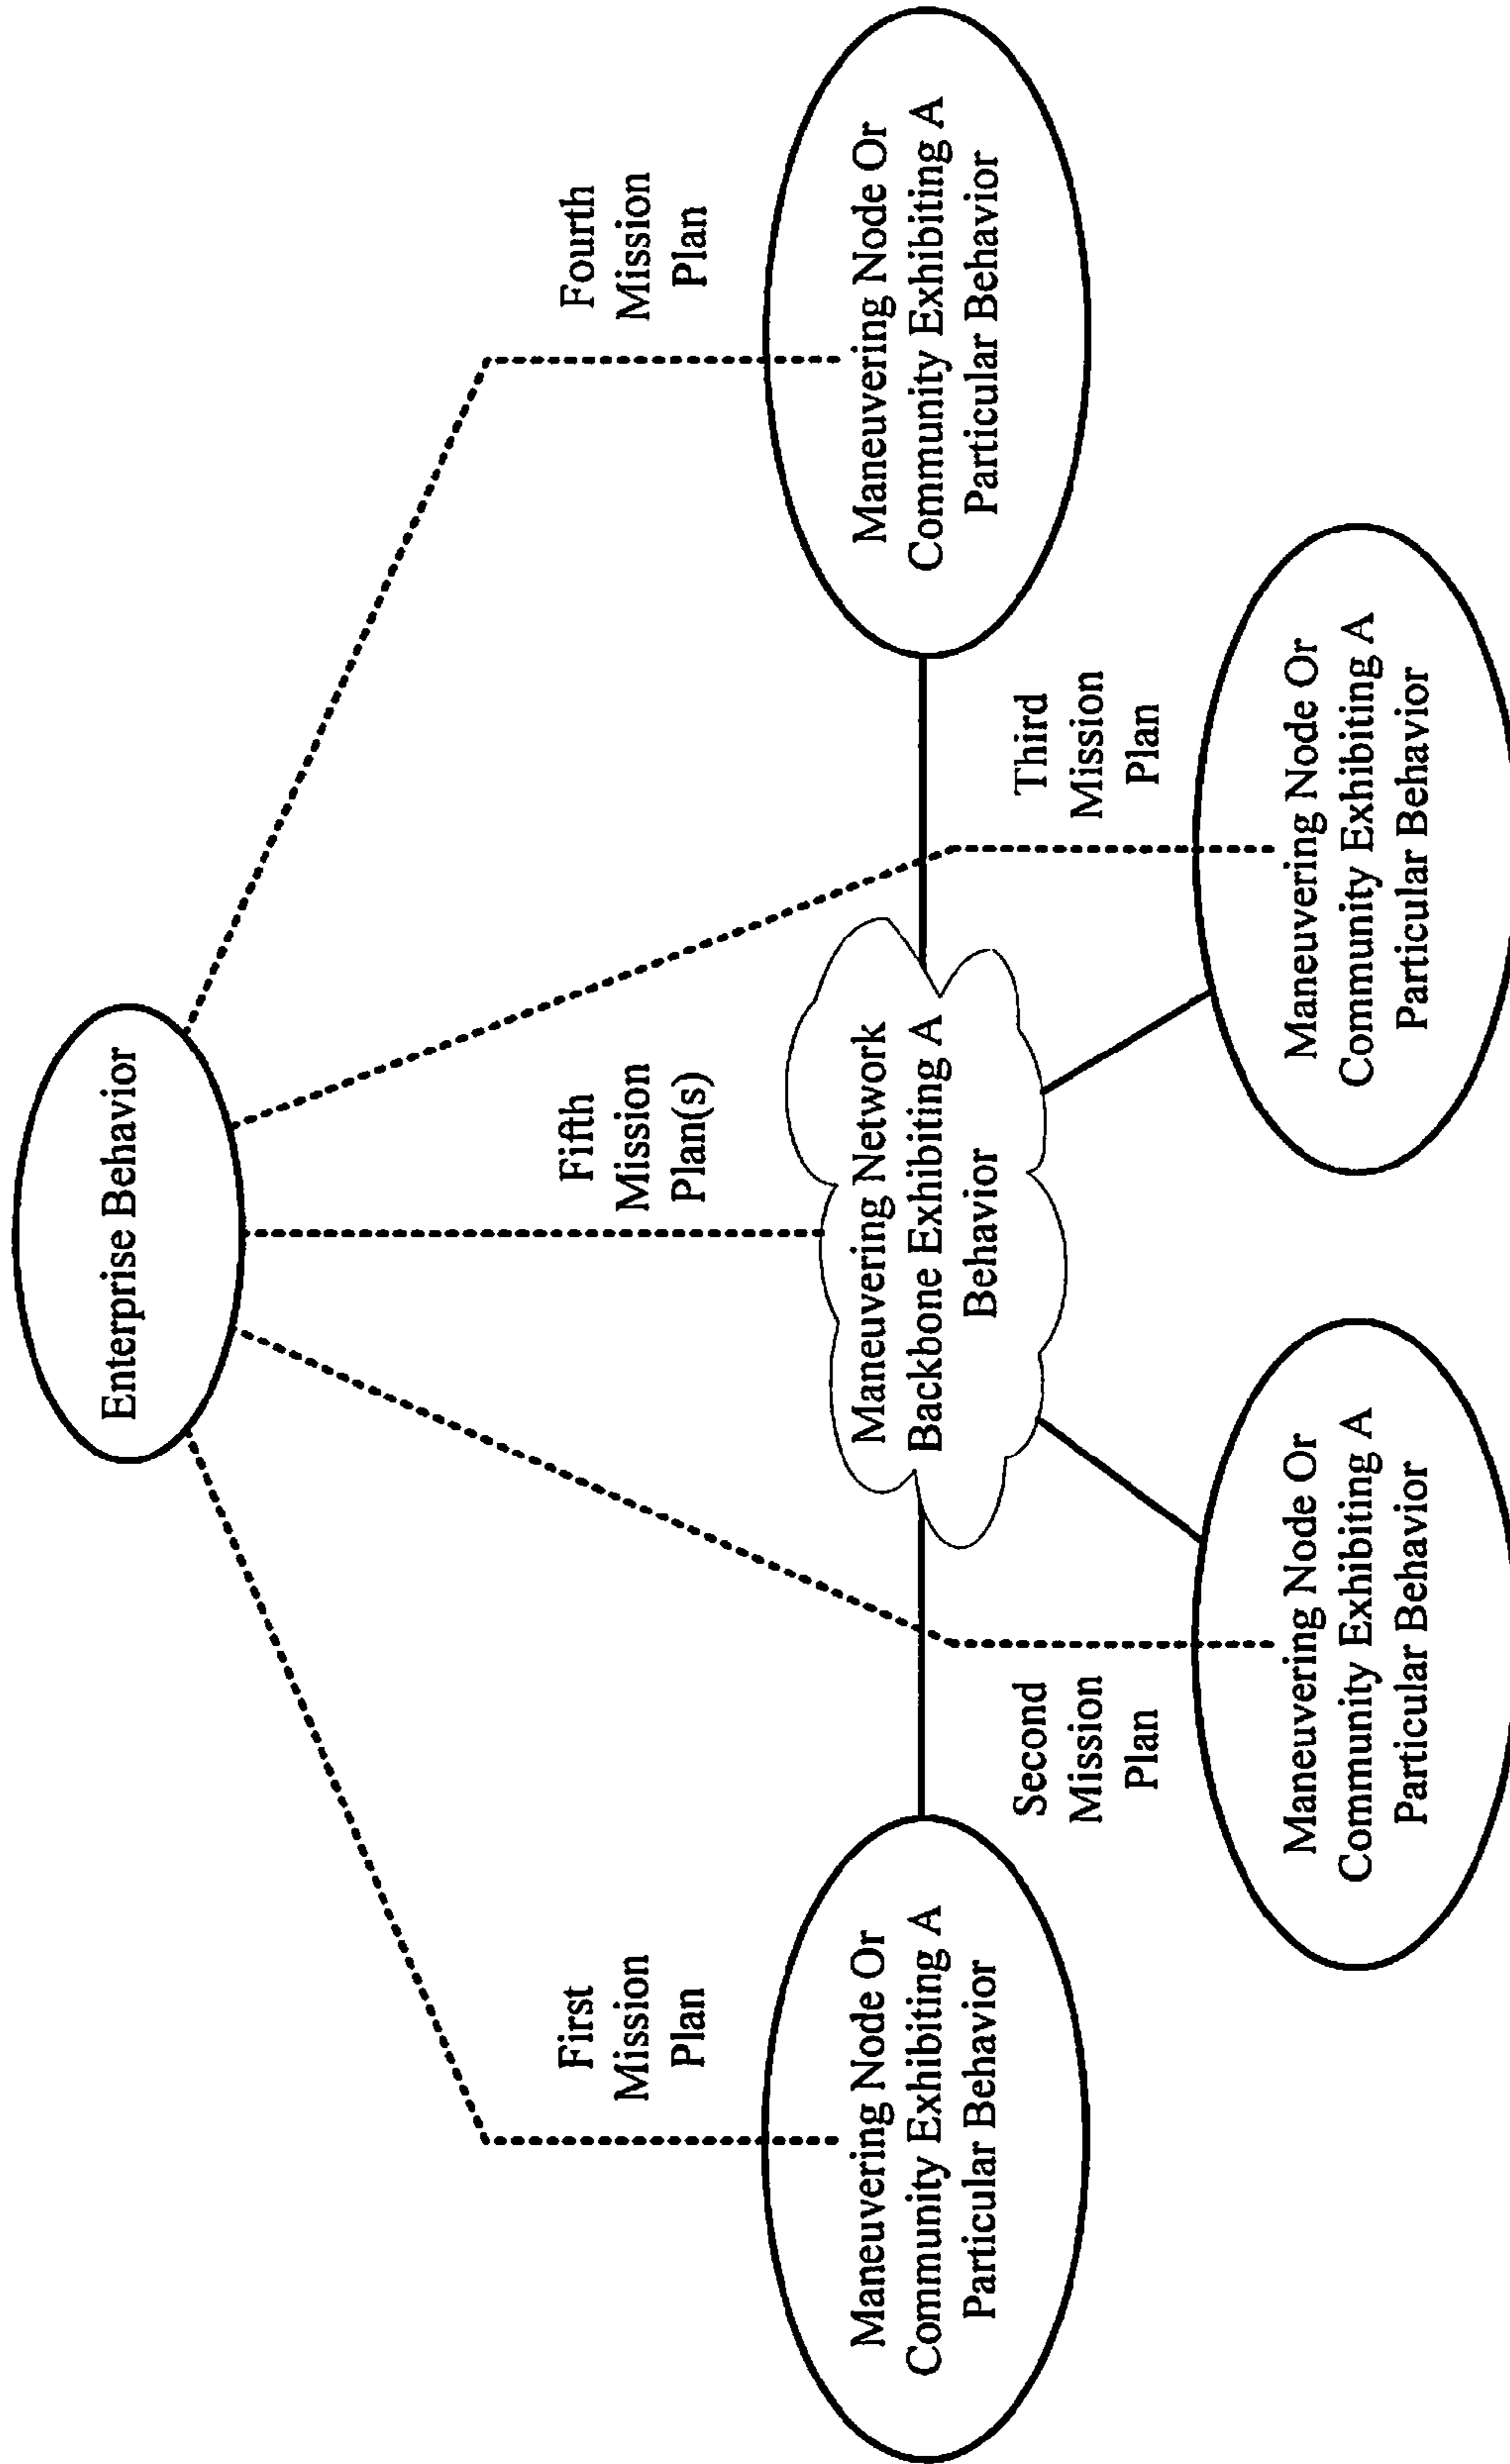 Enterprise Behavior
First
Mission
Plan
Fifth
Mission
Plan(s)
Fourth
Mission
Plan
Maneuvering Node Or
Community Exhibiting A
Particular Behavior
Maneuvering Network
Backbone Exhibiting A
Behavior
Maneuvering Node Or
Community Exhibiting A
Particular Behavior
Second
Mission
Plan
Third
Mission
Plan
Maneuvering Node Or
Community Exhibiting A
Particular Behavior
Maneuvering Node Or
Community Exhibiting A
Particular Behavior